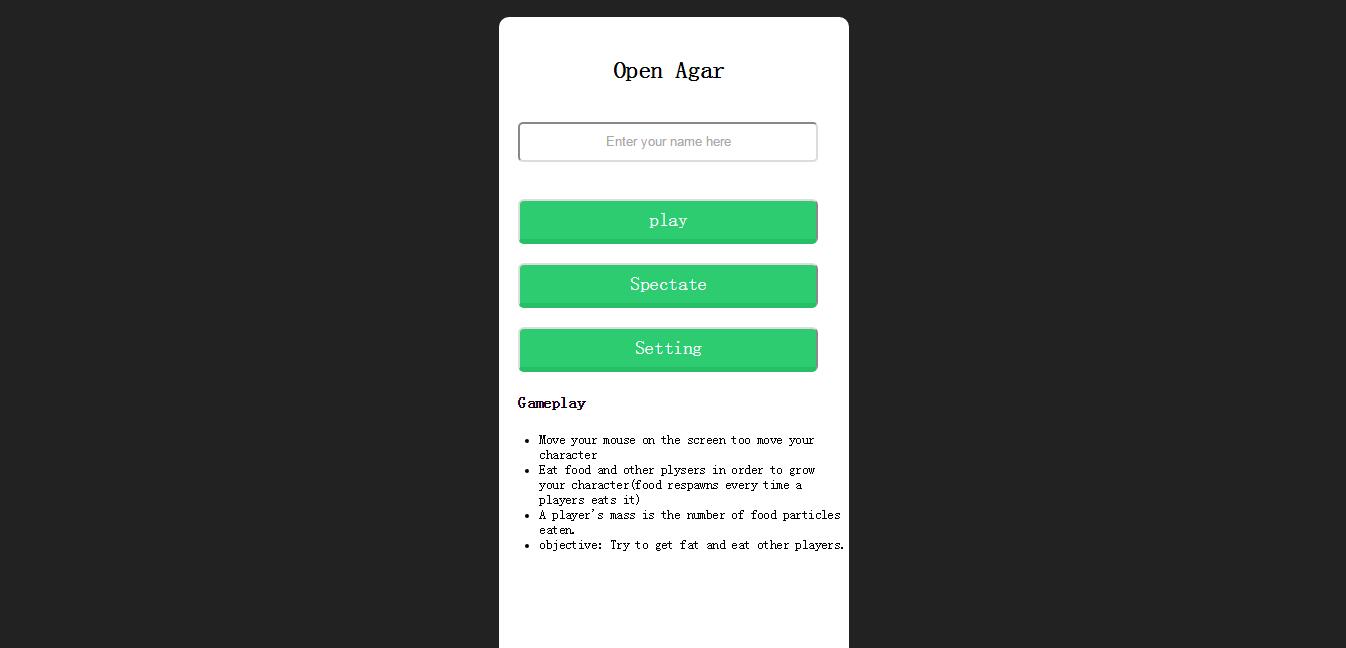 Open Agar
Enter your name here
play
Spectate
Setting
Gameplay
Move your mouse on the screen too move your
character
Eat food and other plysers in order to grow
your character(food respawns every time a
players eats it)
A player's mass is the number of food particles
eaten.
objective: Try to get fat and eat other players.